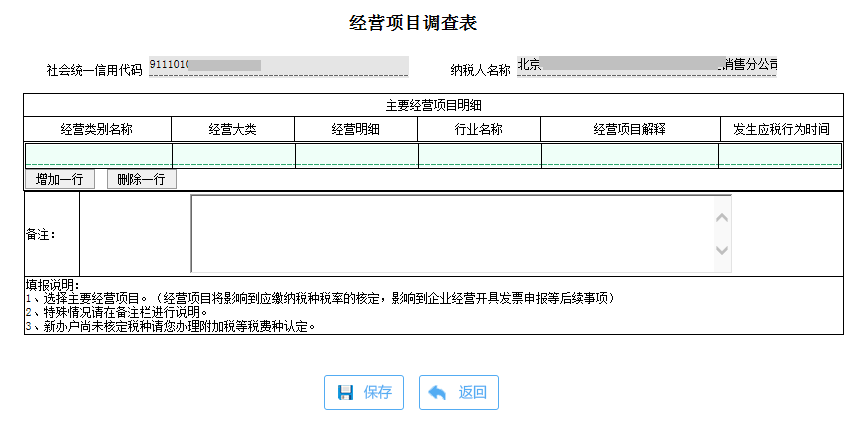 经营项目调查表
社会统一信用代码 9111010 纳税人名称 北京 销售分公司
主要经营项目明细
经营类别名称 经营大类 经营明细 行业名称 经营项目解释 发生应税行为时间
增加一行 删除一行
备注：
填报说明：
1、选择主要经营项目。（经营项目将影响到应缴纳税种税率的核定，影响到企业经营开具发票申报等后续事项）
2、特殊情况请在备注栏进行说明。
3、新办户尚未核定税种请您办理附加税等税费种认定。
保存 返回